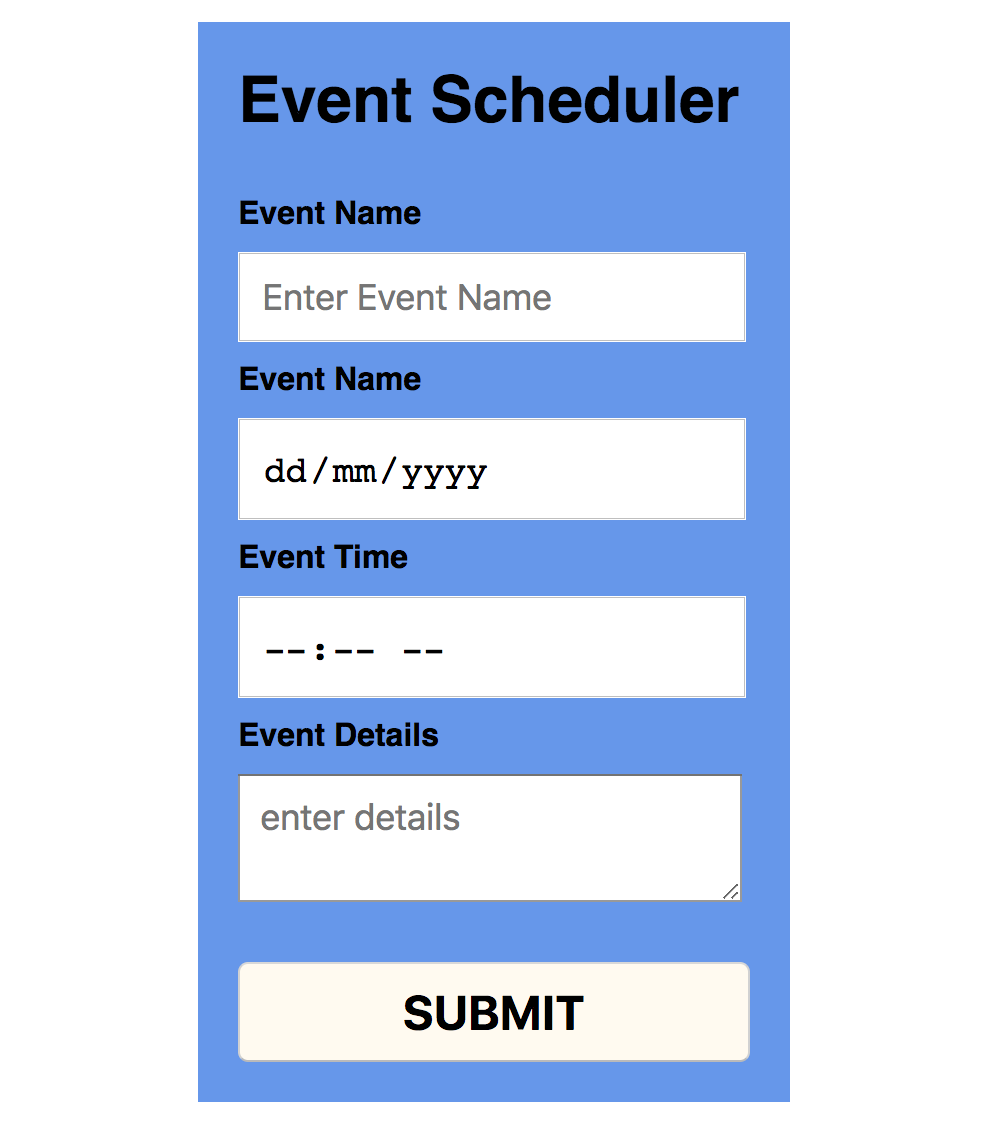 Event Scheduler
Event Name
Enter Event Name
Event Name
dd/mm/yyyy
Event Time
--:-- --
Event Details
enter details
SUBMIT